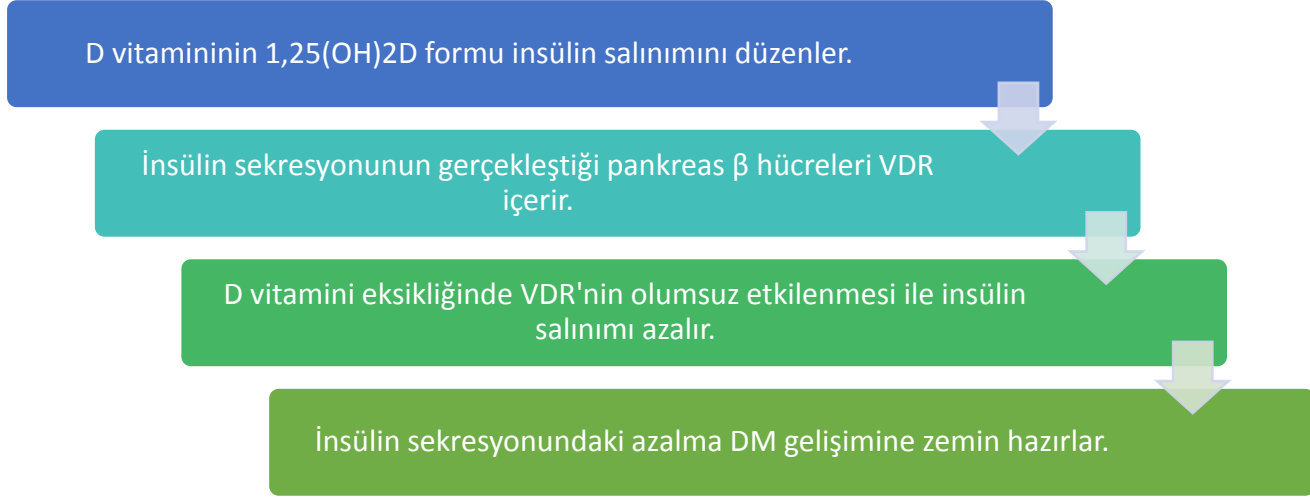 D vitamininin 1,25(OH)2D formu insülin salınımını düzenler.
İnsülin sekresyonunun gerçekleştiği pankreas β hücreleri VDR
içerir.
D vitamini eksikliğinde VDR'nin olumsuz etkilenmesi ile insülin
salınımı azalır.
İnsülin sekresyonundaki azalma DM gelişimine zemin hazırlar.